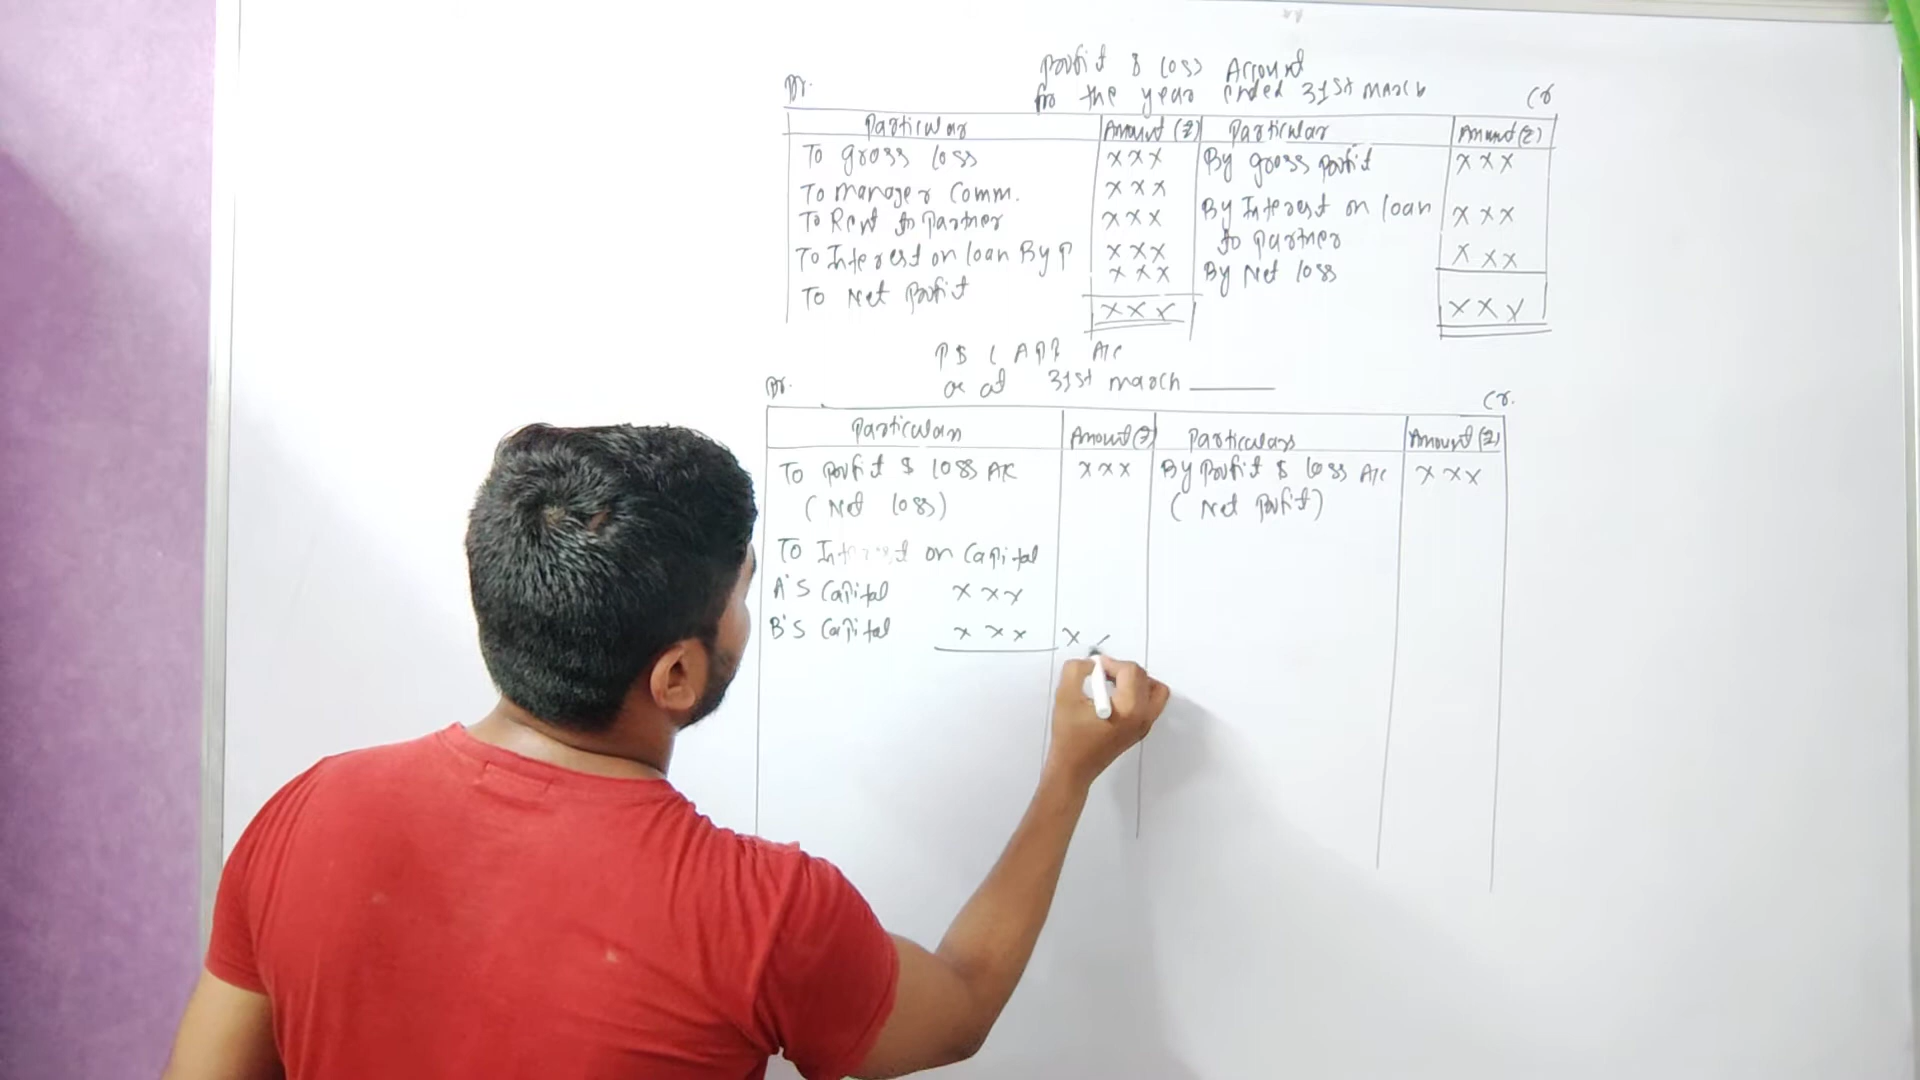 Profit & loss Account
for the year ended 31st march
Dr. Cr
Particular Amount (₹) Particular Amount (₹)
To gross loss xxx By gross profit xxx
To manager Comm. xxx
To Rent to Partner xxx By Interest on loan xxx
to partner
To Interest on loan By P xxx xxx
xxx By Net loss
To Net Profit
xxx xxx
P & L APP A/c
as at 31st march
Dr. Cr.
Particulars Amount (₹) Particulars Amount (₹)
To profit & loss A/c xxx By Profit & loss A/c xxx
(Net loss) (Net Profit)
To Interest on Capital
A's Capital xxx
B's Capital xxx x